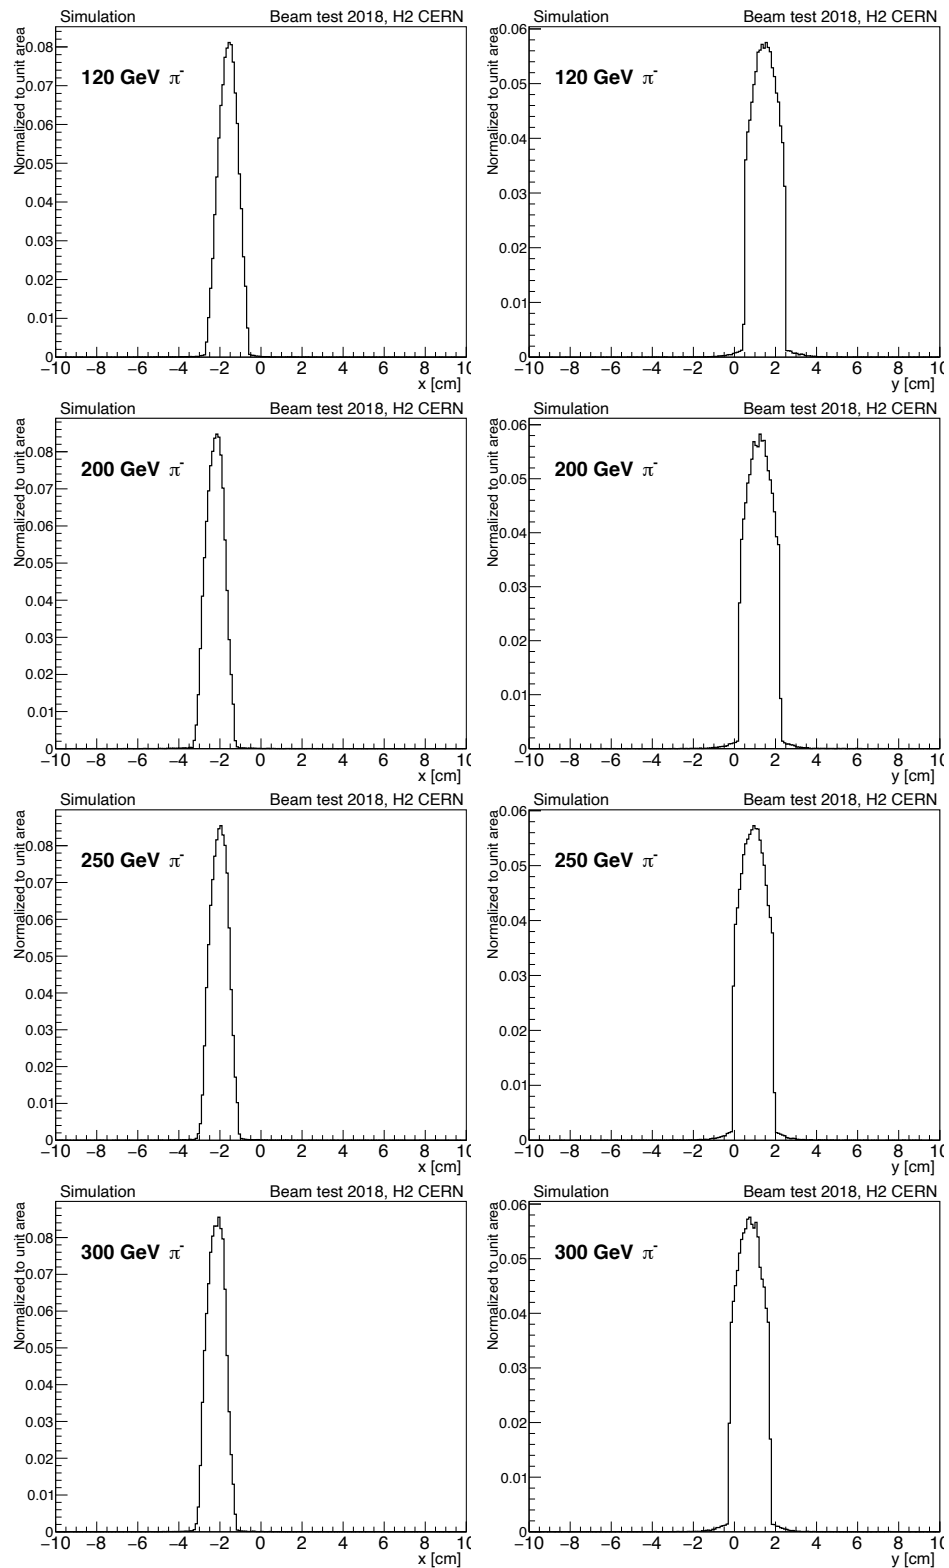 Simulation Beam test 2018, H2 CERN
Normalized to unit area
120 GeV π⁻
0.08
0.07
0.06
0.05
0.04
0.03
0.02
0.01
0
−10 −8 −6 −4 −2 0 2 4 6 8 10
x [cm]
Simulation Beam test 2018, H2 CERN
Normalized to unit area
120 GeV π⁻
0.06
0.05
0.04
0.03
0.02
0.01
0
−10 −8 −6 −4 −2 0 2 4 6 8 10
y [cm]
Simulation Beam test 2018, H2 CERN
Normalized to unit area
200 GeV π⁻
0.08
0.07
0.06
0.05
0.04
0.03
0.02
0.01
0
−10 −8 −6 −4 −2 0 2 4 6 8 10
x [cm]
Simulation Beam test 2018, H2 CERN
Normalized to unit area
200 GeV π⁻
0.06
0.05
0.04
0.03
0.02
0.01
0
−10 −8 −6 −4 −2 0 2 4 6 8 10
y [cm]
Simulation Beam test 2018, H2 CERN
Normalized to unit area
250 GeV π⁻
0.08
0.07
0.06
0.05
0.04
0.03
0.02
0.01
0
−10 −8 −6 −4 −2 0 2 4 6 8 10
x [cm]
Simulation Beam test 2018, H2 CERN
Normalized to unit area
250 GeV π⁻
0.06
0.05
0.04
0.03
0.02
0.01
0
−10 −8 −6 −4 −2 0 2 4 6 8 10
y [cm]
Simulation Beam test 2018, H2 CERN
Normalized to unit area
300 GeV π⁻
0.08
0.07
0.06
0.05
0.04
0.03
0.02
0.01
0
−10 −8 −6 −4 −2 0 2 4 6 8 10
x [cm]
Simulation Beam test 2018, H2 CERN
Normalized to unit area
300 GeV π⁻
0.06
0.05
0.04
0.03
0.02
0.01
0
−10 −8 −6 −4 −2 0 2 4 6 8 10
y [cm]